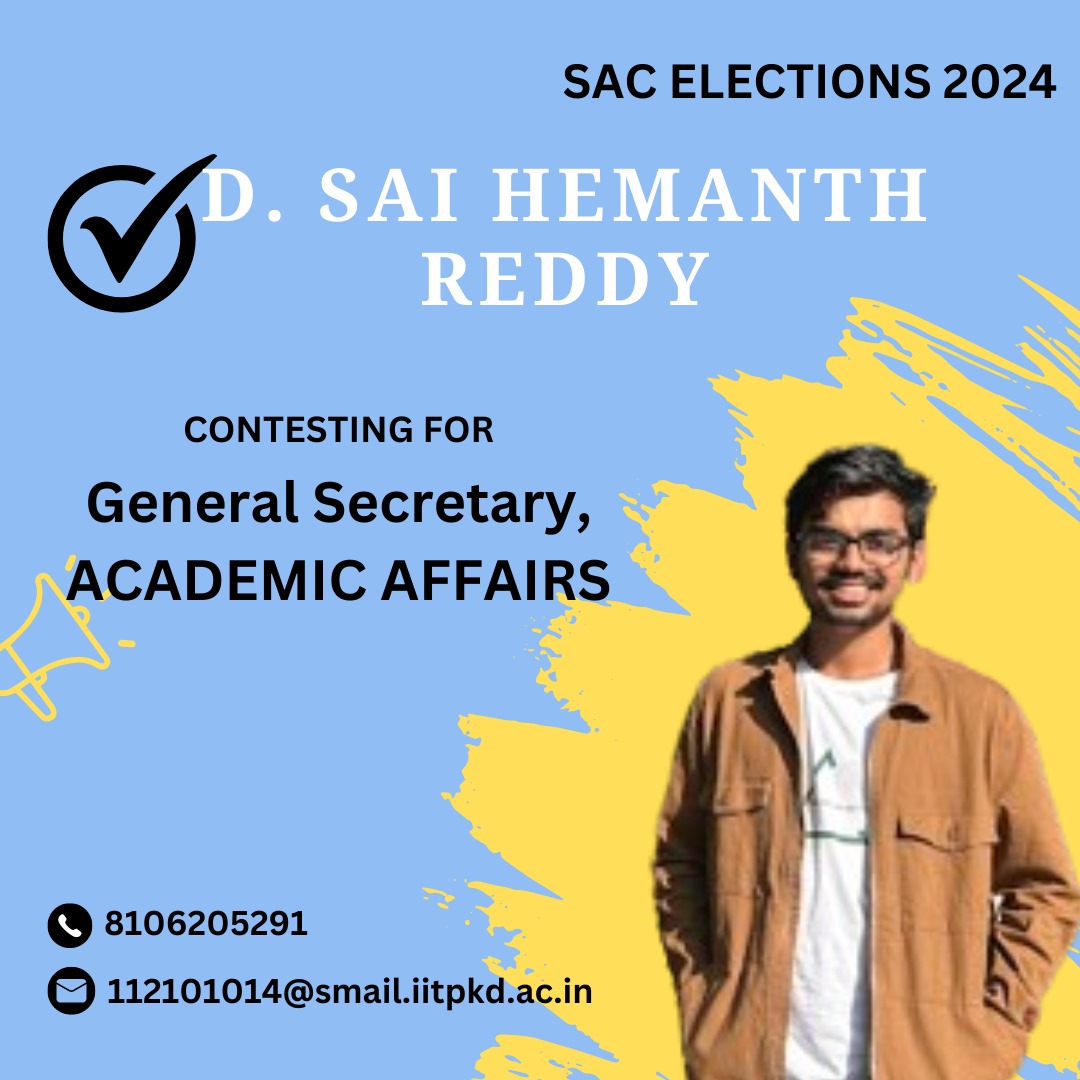 SAC ELECTIONS 2024
D. SAI HEMANTH
REDDY
CONTESTING FOR
General Secretary,
ACADEMIC AFFAIRS
8106205291
112101014@smail.iitpkd.ac.in